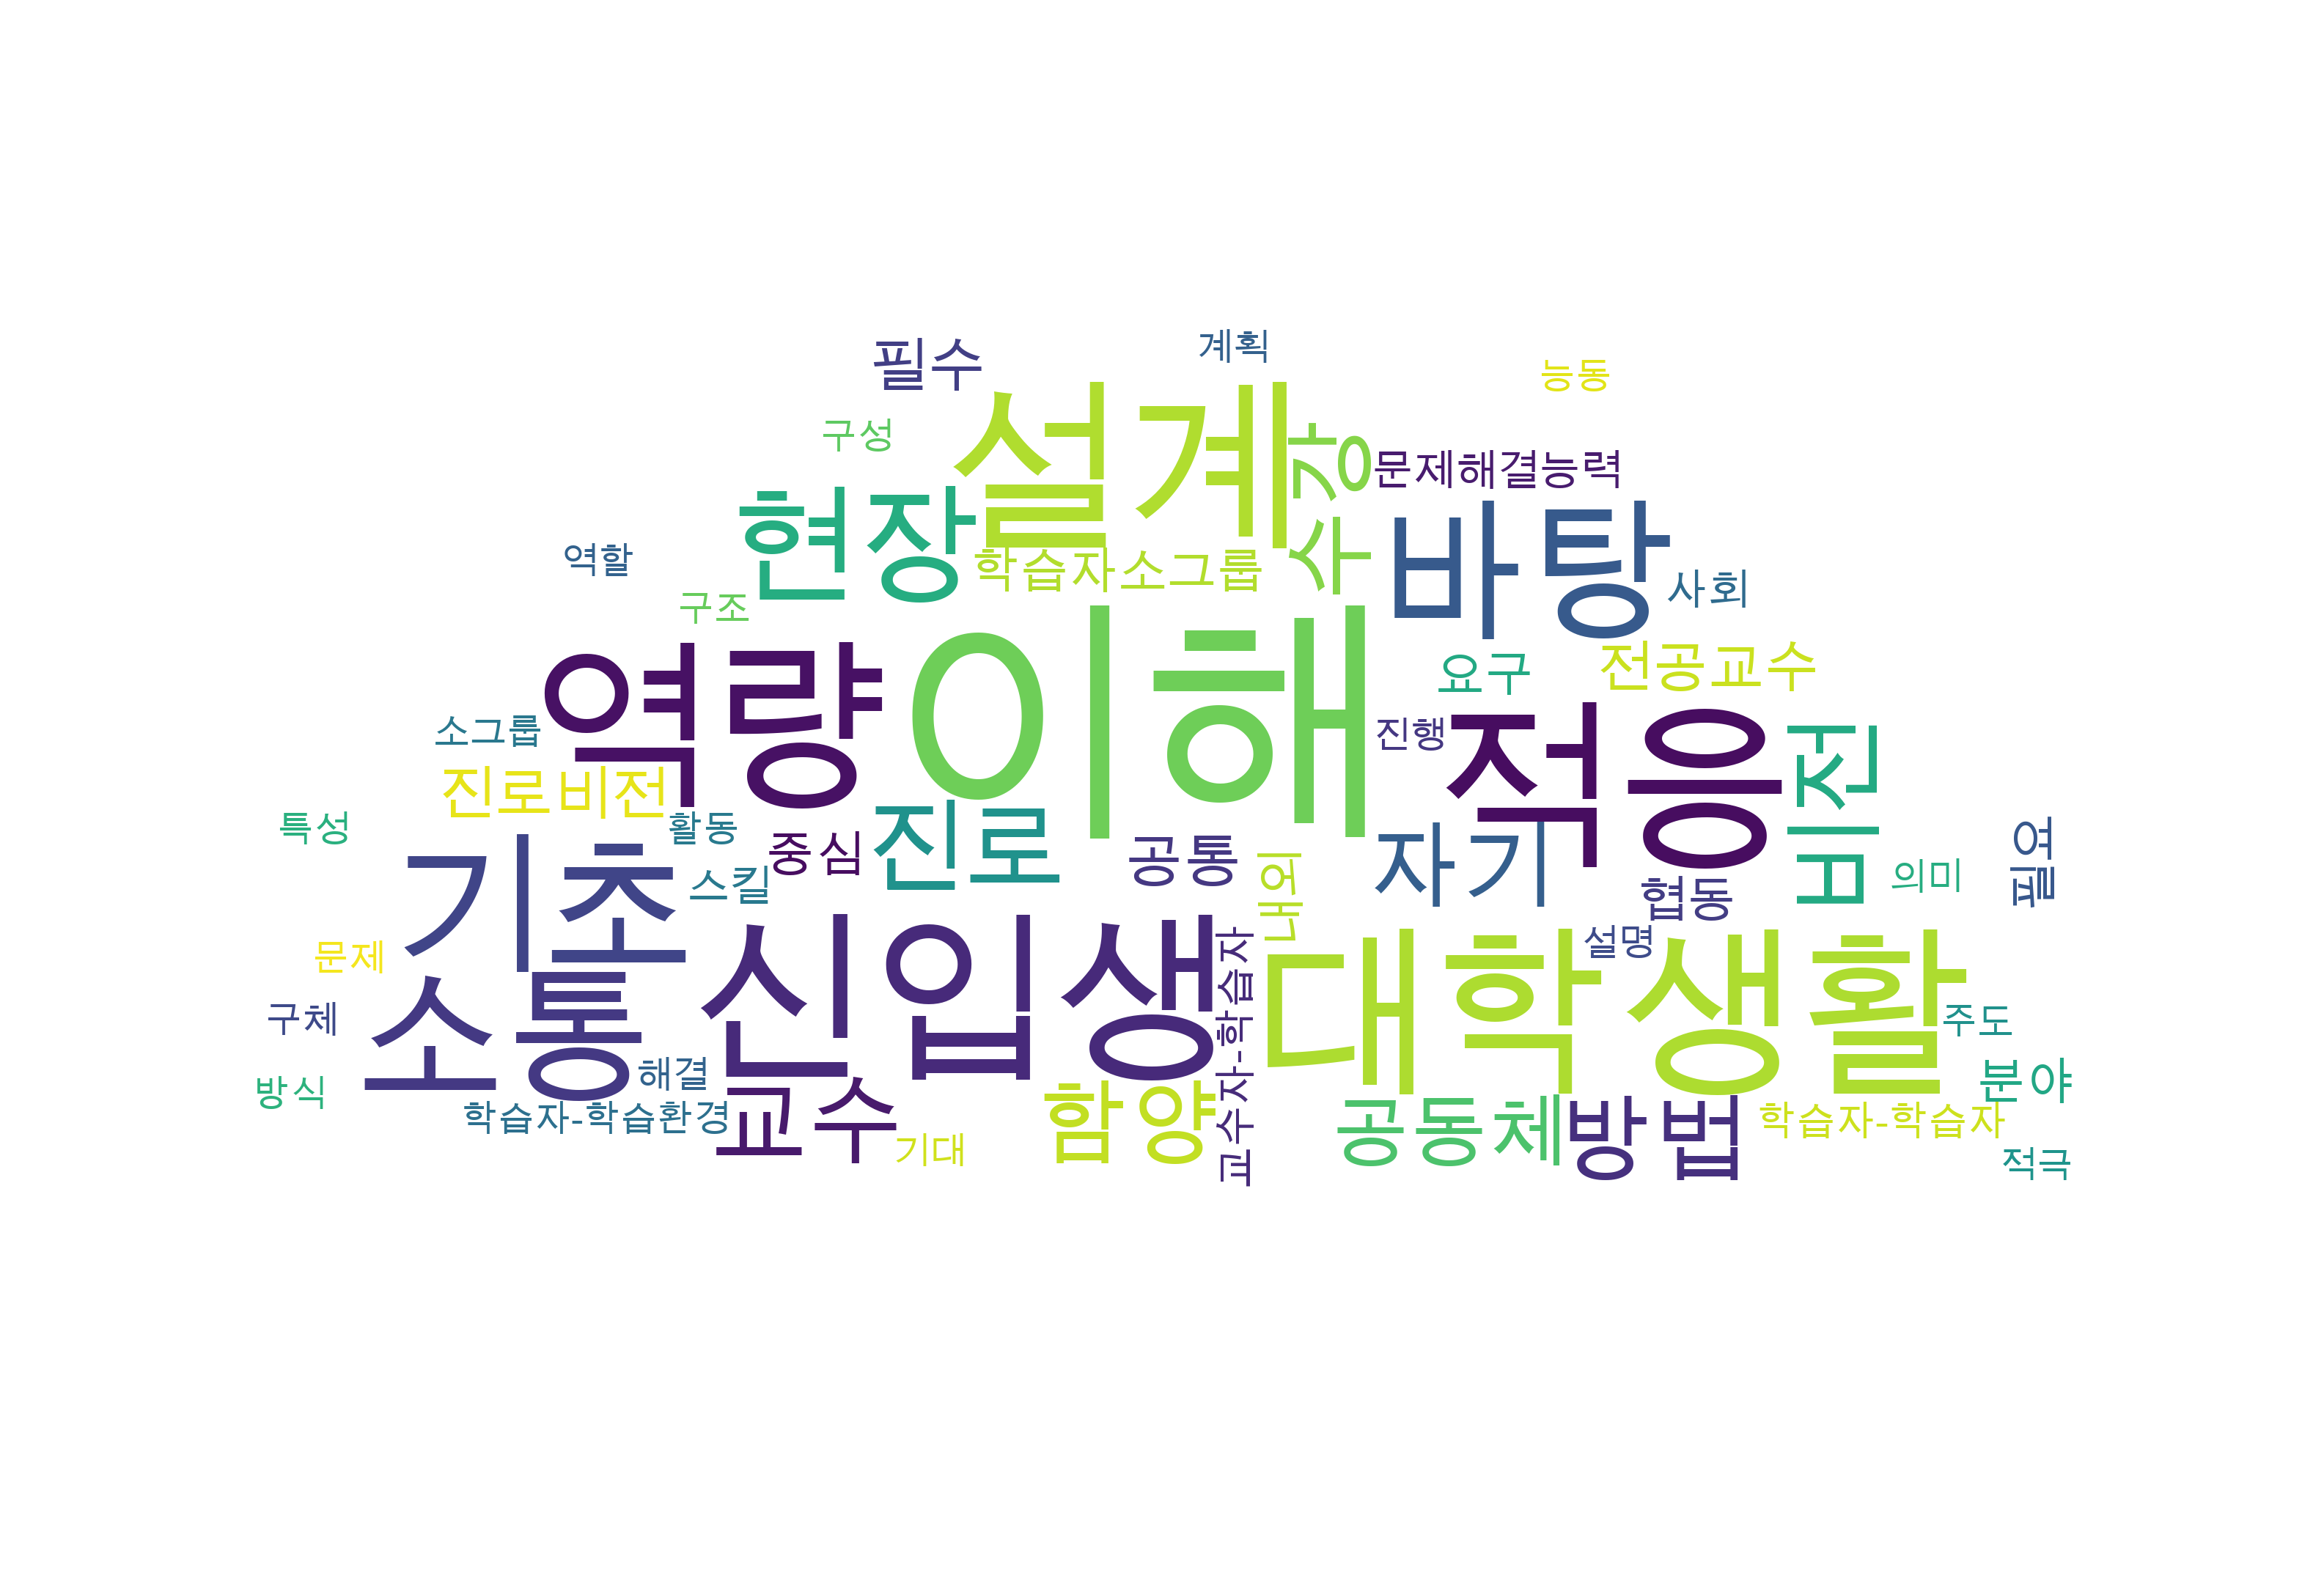 계획
필수
능동
설계
구성
수강
문제해결능력
현장
바탕
역할
학습자소그룹
사회
구조
이해
역량
요구
전공교수
소그룹
진행
적응
비전
진로비전
특성
활동
중심
진로
공통
내외
자기
의미
필요
기초
스킬
협동
설명
문제
소통
신입생
교수자-학습자
대학생활
구체
주도
해결
방식
학습자-학습환경
교수
기대
함양
공동체
방법
학습자-학습자
분야
적극